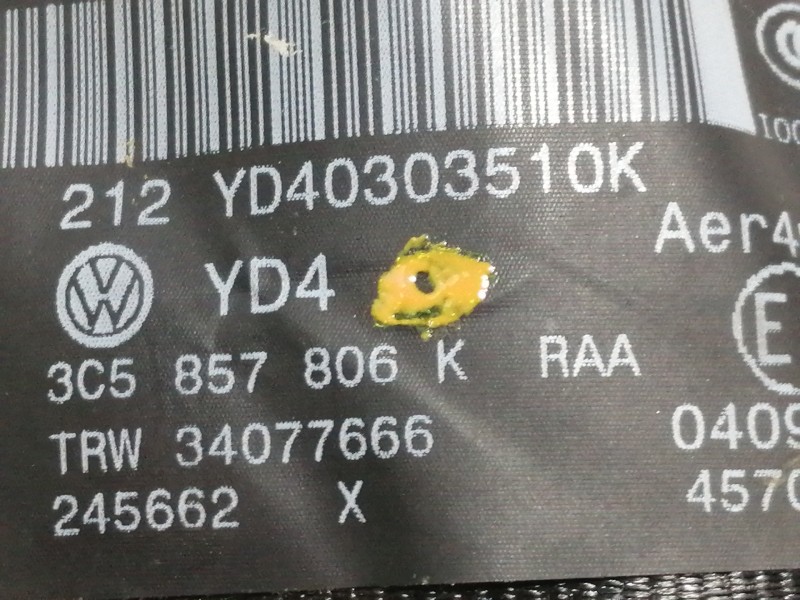 212 YD40303510K
Aer4
YD4
3C5 857 806 K RAA
E
TRW 34077666
0409
245662 X
4570